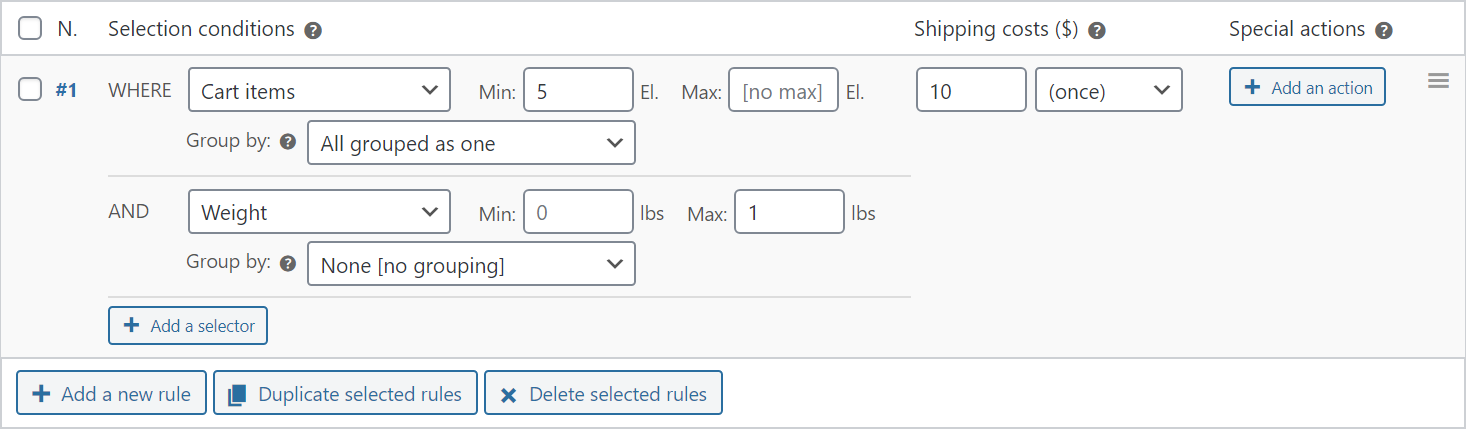 N. Selection conditions ? Shipping costs ($) ? Special actions ?
#1 WHERE Cart items Min: 5 El. Max: [no max] El. 10 (once) + Add an action
Group by: ? All grouped as one
AND Weight Min: 0 lbs Max: 1 lbs
Group by: ? None [no grouping]
+ Add a selector
+ Add a new rule Duplicate selected rules × Delete selected rules